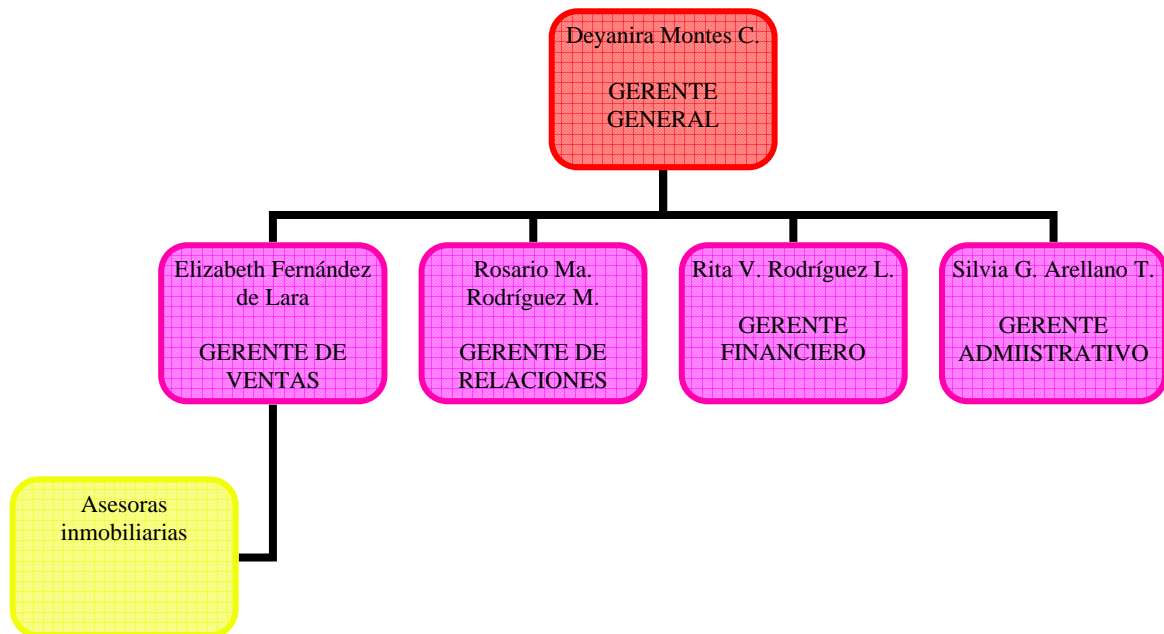 Deyanira Montes C.
GERENTE
GENERAL
Elizabeth Fernández
de Lara
GERENTE DE
VENTAS
Rosario Ma.
Rodríguez M.
GERENTE DE
RELACIONES
Rita V. Rodríguez L.
GERENTE
FINANCIERO
Silvia G. Arellano T.
GERENTE
ADMIISTRATIVO
Asesoras
inmobiliarias